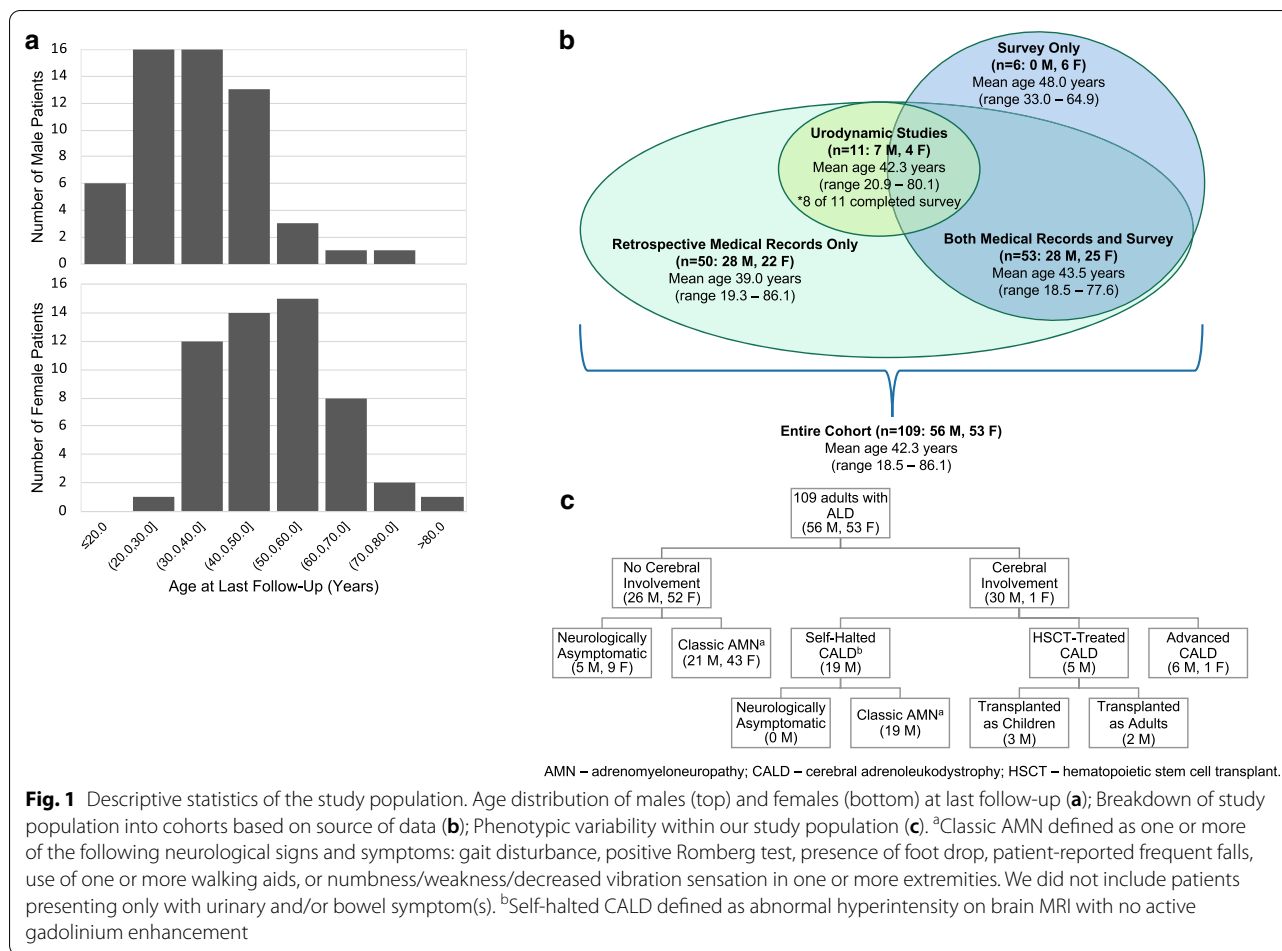 a
Number of Male Patients
16
14
12
10
8
6
4
2
0
Number of Female Patients
16
14
12
10
8
6
4
2
0
≤20.0
(20.0,30.0]
(30.0,40.0]
(40.0,50.0]
(50.0,60.0]
(60.0,70.0]
(70.0,80.0]
>80.0
Age at Last Follow-Up (Years)
b
Survey Only
(n=6: 0 M, 6 F)
Mean age 48.0 years
(range 33.0 – 64.9)
Urodynamic Studies
(n=11: 7 M, 4 F)
Mean age 42.3 years
(range 20.9 – 80.1)
*8 of 11 completed survey
Retrospective Medical Records Only
(n=50: 28 M, 22 F)
Mean age 39.0 years
(range 19.3 – 86.1)
Both Medical Records and Survey
(n=53: 28 M, 25 F)
Mean age 43.5 years
(range 18.5 – 77.6)
Entire Cohort (n=109: 56 M, 53 F)
Mean age 42.3 years
(range 18.5 – 86.1)
c
109 adults with
ALD
(56 M, 53 F)
No Cerebral
Involvement
(26 M, 52 F)
Cerebral
Involvement
(30 M, 1 F)
Neurologically
Asymptomatic
(5 M, 9 F)
Classic AMNᵃ
(21 M, 43 F)
Self-Halted
CALDᵇ
(19 M)
HSCT-Treated
CALD
(5 M)
Advanced
CALD
(6 M, 1 F)
Neurologically
Asymptomatic
(0 M)
Classic AMNᵃ
(19 M)
Transplanted
as Children
(3 M)
Transplanted
as Adults
(2 M)
AMN – adrenomyeloneuropathy; CALD – cerebral adrenoleukodystrophy; HSCT – hematopoietic stem cell transplant.
Fig. 1 Descriptive statistics of the study population. Age distribution of males (top) and females (bottom) at last follow-up (a); Breakdown of study
population into cohorts based on source of data (b); Phenotypic variability within our study population (c). ᵃClassic AMN defined as one or more
of the following neurological signs and symptoms: gait disturbance, positive Romberg test, presence of foot drop, patient-reported frequent falls,
use of one or more walking aids, or numbness/weakness/decreased vibration sensation in one or more extremities. We did not include patients
presenting only with urinary and/or bowel symptom(s). ᵇSelf-halted CALD defined as abnormal hyperintensity on brain MRI with no active
gadolinium enhancement